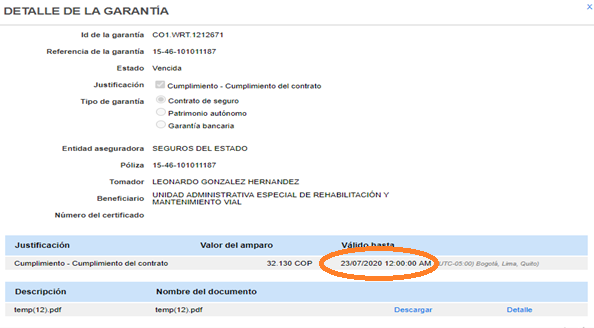 DETALLE DE LA GARANTÍA
x
Id de la garantía CO1.WRT.1212671
Referencia de la garantía 15-46-101011187
Estado Vencida
Justificación Cumplimiento - Cumplimiento del contrato
Tipo de garantía Contrato de seguro
Patrimonio autónomo
Garantía bancaria
Entidad aseguradora SEGUROS DEL ESTADO
Póliza 15-46-101011187
Tomador LEONARDO GONZALEZ HERNANDEZ
Beneficiario UNIDAD ADMINISTRATIVA ESPECIAL DE REHABILITACIÓN Y
MANTENIMIENTO VIAL
Número del certificado
Justificación Valor del amparo Válido hasta
Cumplimiento - Cumplimiento del contrato 32.130 COP 23/07/2020 12:00:00 AM (UTC-05:00) Bogotá, Lima, Quito)
Descripción Nombre del documento
temp(12).pdf temp(12).pdf Descargar Detalle